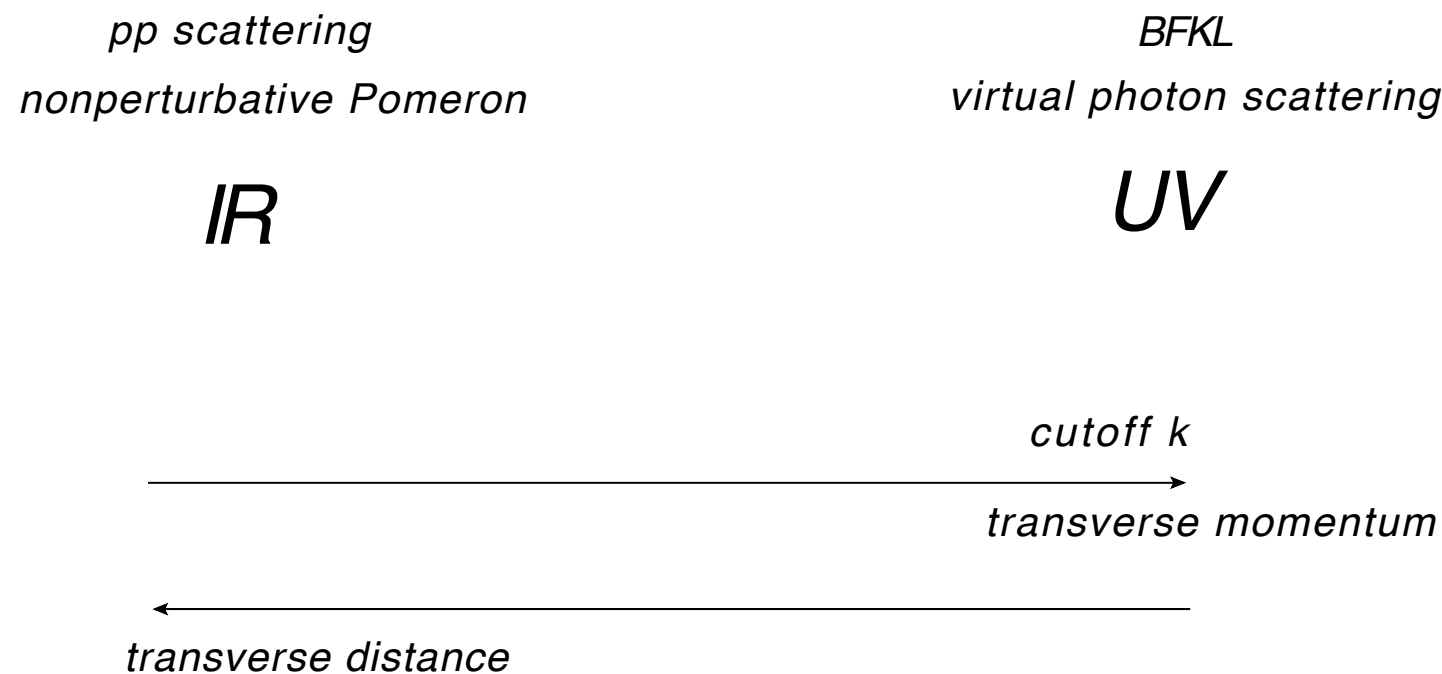 pp scattering
BFKL
nonperturbative Pomeron
virtual photon scattering
IR
UV
cutoff k
transverse momentum
transverse distance